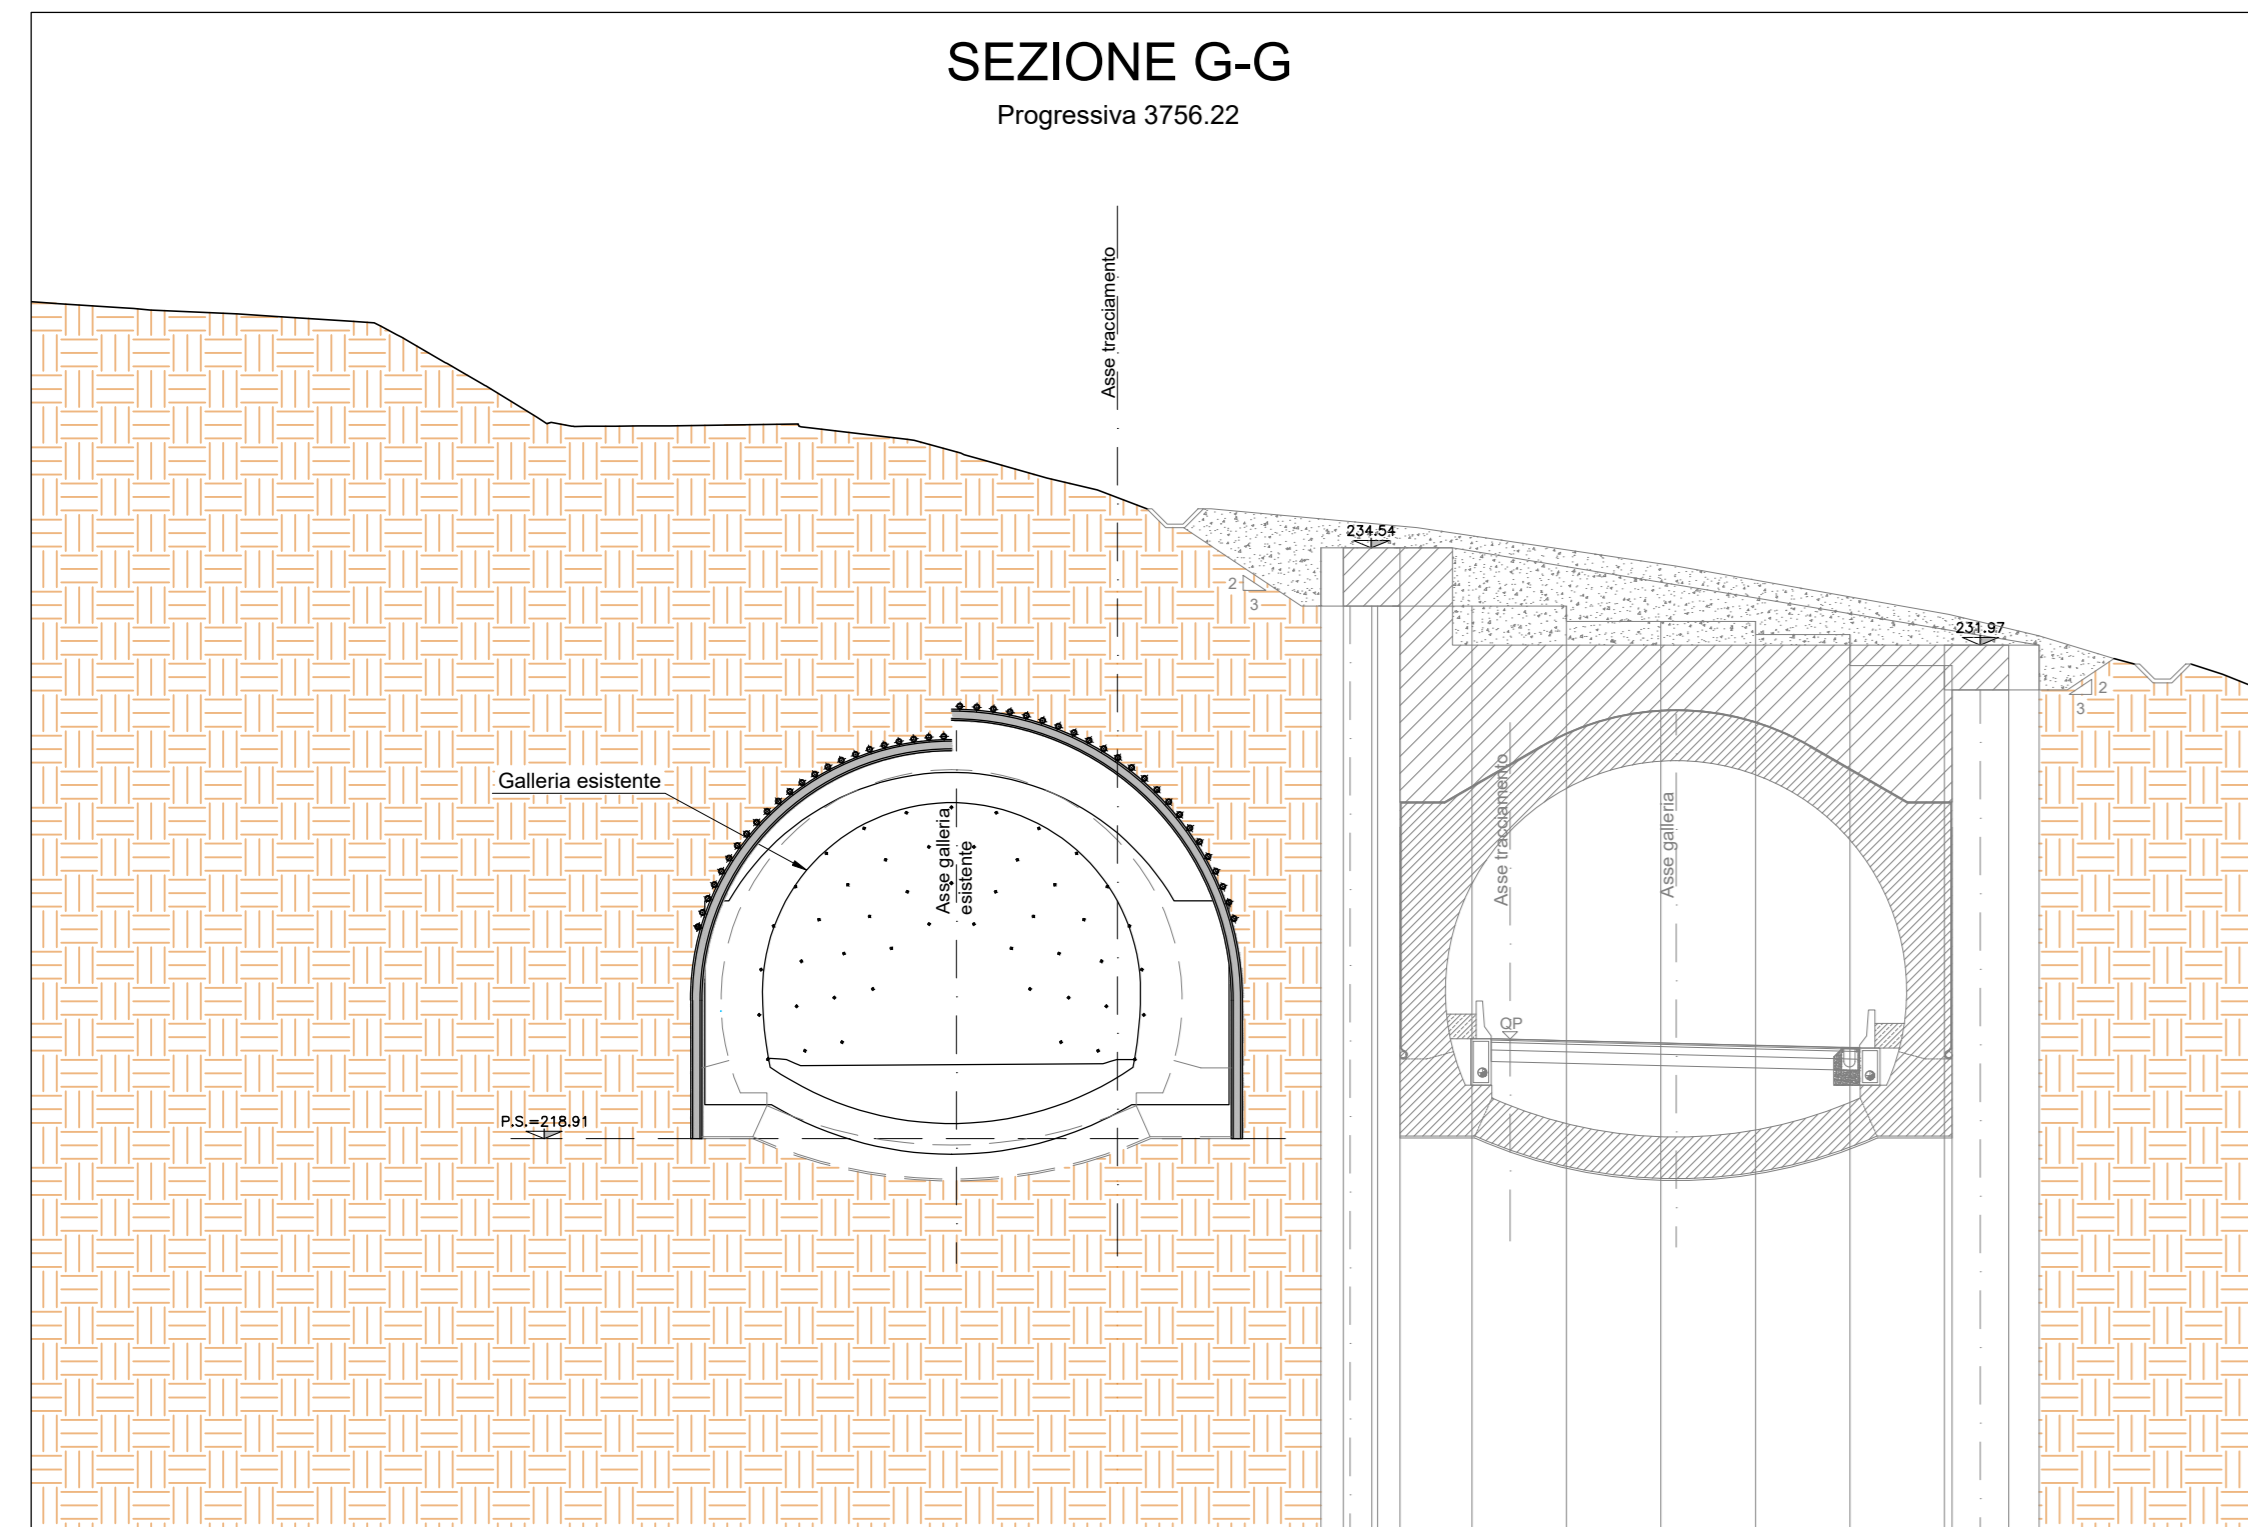 SEZIONE G-G
Progressiva 3756.22
Asse tracciamento
234.54
2
3
231.97
2
3
Galleria esistente
Asse galleria
esistente
Asse tracciamento
Asse galleria
QP
P.S.=218.91